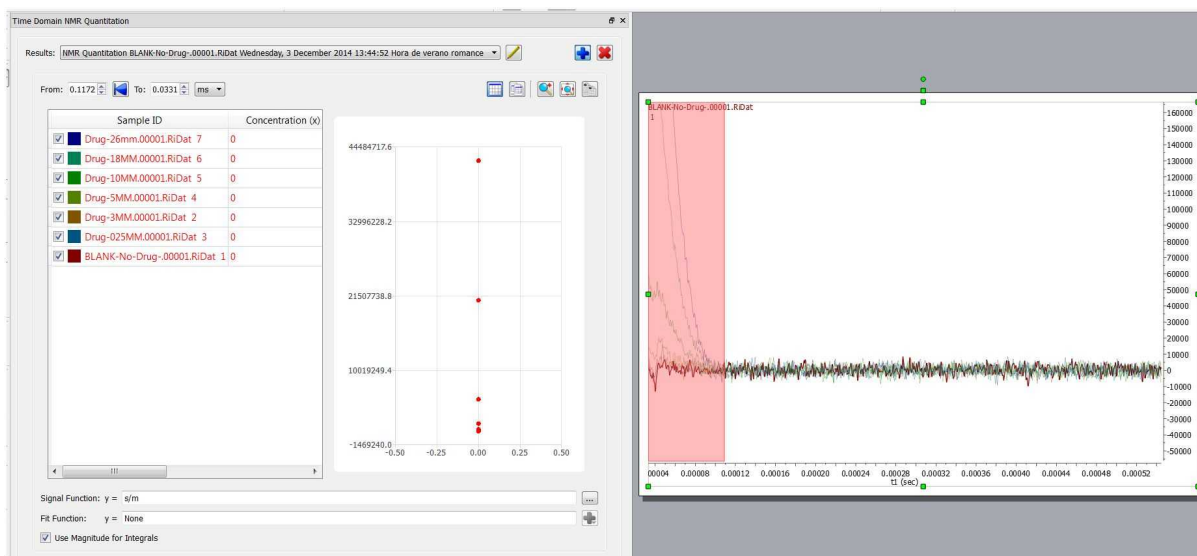 Time Domain NMR Quantitation
Results: NMR Quantitation BLANK-No-Drug-.00001.RiDat Wednesday, 3 December 2014 13:44:52 Hora de verano romance
From: 0.1172 To: 0.0331 ms
Sample ID Concentration (x)
Drug-26mm.00001.RiDat 7 0
Drug-18MM.00001.RiDat 6 0
Drug-10MM.00001.RiDat 5 0
Drug-5MM.00001.RiDat 4 0
Drug-3MM.00001.RiDat 2 0
Drug-025MM.00001.RiDat 3 0
BLANK-No-Drug-.00001.RiDat 1 0
44484717.6
32996228.2
21507738.8
10019249.4
-1469240.0
-0.50 -0.25 0.00 0.25 0.50
Signal Function: y = s/m
...
Fit Function: y = None
Use Magnitude for Integrals
BLANK-No-Drug-.00001.RiDat
1
160000
150000
140000
130000
120000
110000
100000
90000
80000
70000
60000
50000
40000
30000
20000
10000
0
-10000
-20000
-30000
-40000
-50000
00004 0.00008 0.00012 0.00016 0.00020 0.00024 0.00028 0.00032 0.00036 0.00040 0.00044 0.00048 0.00052
t1 (sec)